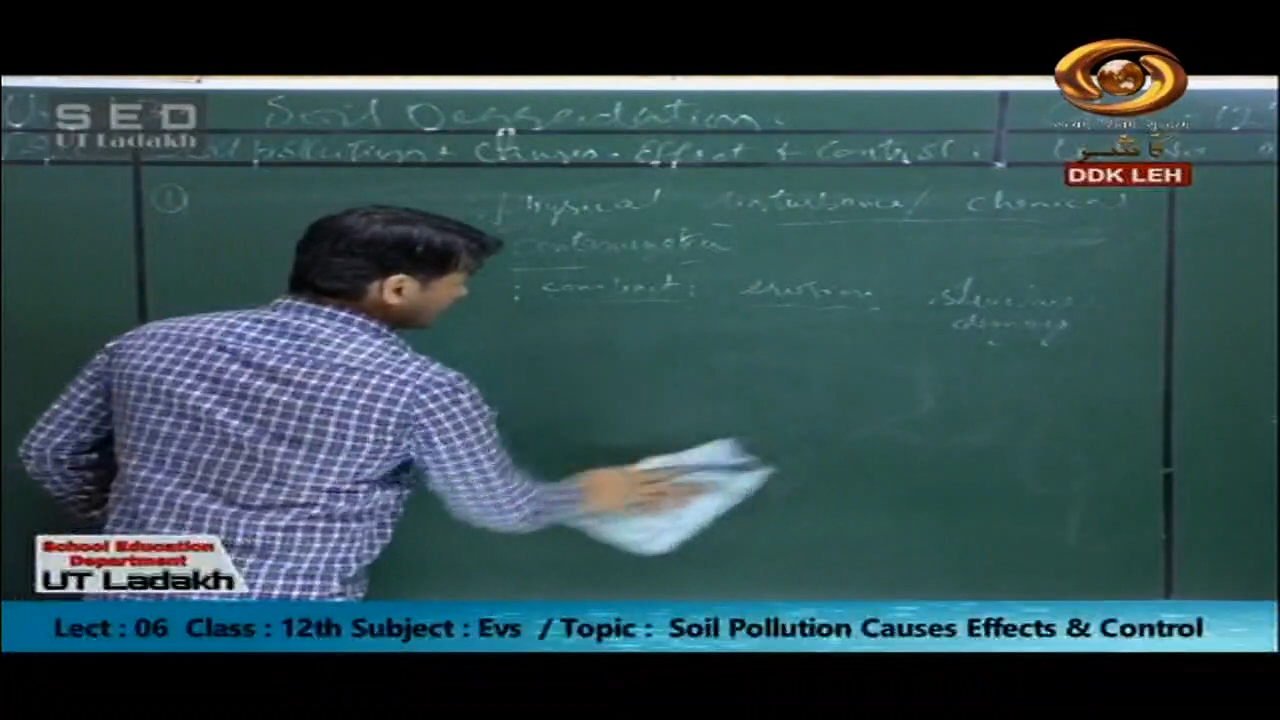 SED
UT Ladakh
Soil Degradation.
pollution. Causes. Effect & Control.
①
Physical disturbance/ chemical
contamination
: construct: erosion.
DDK LEH
School Education
Department
UT Ladakh
Lect : 06 Class : 12th Subject : Evs / Topic : Soil Pollution Causes Effects & Control